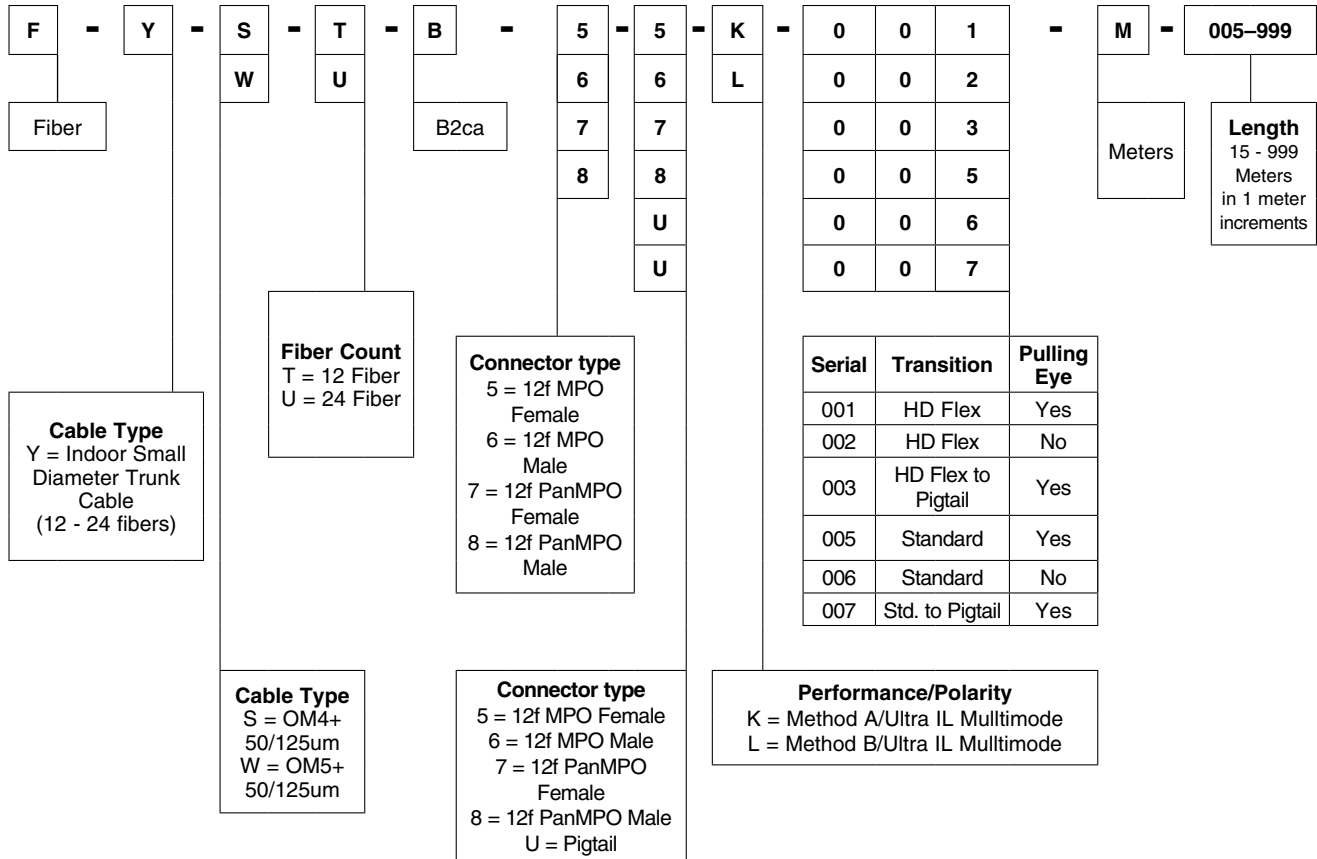 F - Y - S - T - B - 5 - 5 - K - 0 0 1 - M - 005–999
W U 6 6 L 0 0 2
Fiber
B2ca
7 7 0 0 3
8 8 0 0 5
U 0 0 6
U 0 0 7
Meters
Length
15 - 999
Meters
in 1 meter
increments
Fiber Count
T = 12 Fiber
U = 24 Fiber
Cable Type
Y = Indoor Small
Diameter Trunk
Cable
(12 - 24 fibers)
Connector type
5 = 12f MPO
Female
6 = 12f MPO
Male
7 = 12f PanMPO
Female
8 = 12f PanMPO
Male
Serial Transition Pulling
Eye
001 HD Flex Yes
002 HD Flex No
003 HD Flex to
Pigtail Yes
005 Standard Yes
006 Standard No
007 Std. to Pigtail Yes
Cable Type
S = OM4+
50/125um
W = OM5+
50/125um
Connector type
5 = 12f MPO Female
6 = 12f MPO Male
7 = 12f PanMPO
Female
8 = 12f PanMPO Male
U = Pigtail
Performance/Polarity
K = Method A/Ultra IL Mulltimode
L = Method B/Ultra IL Mulltimode